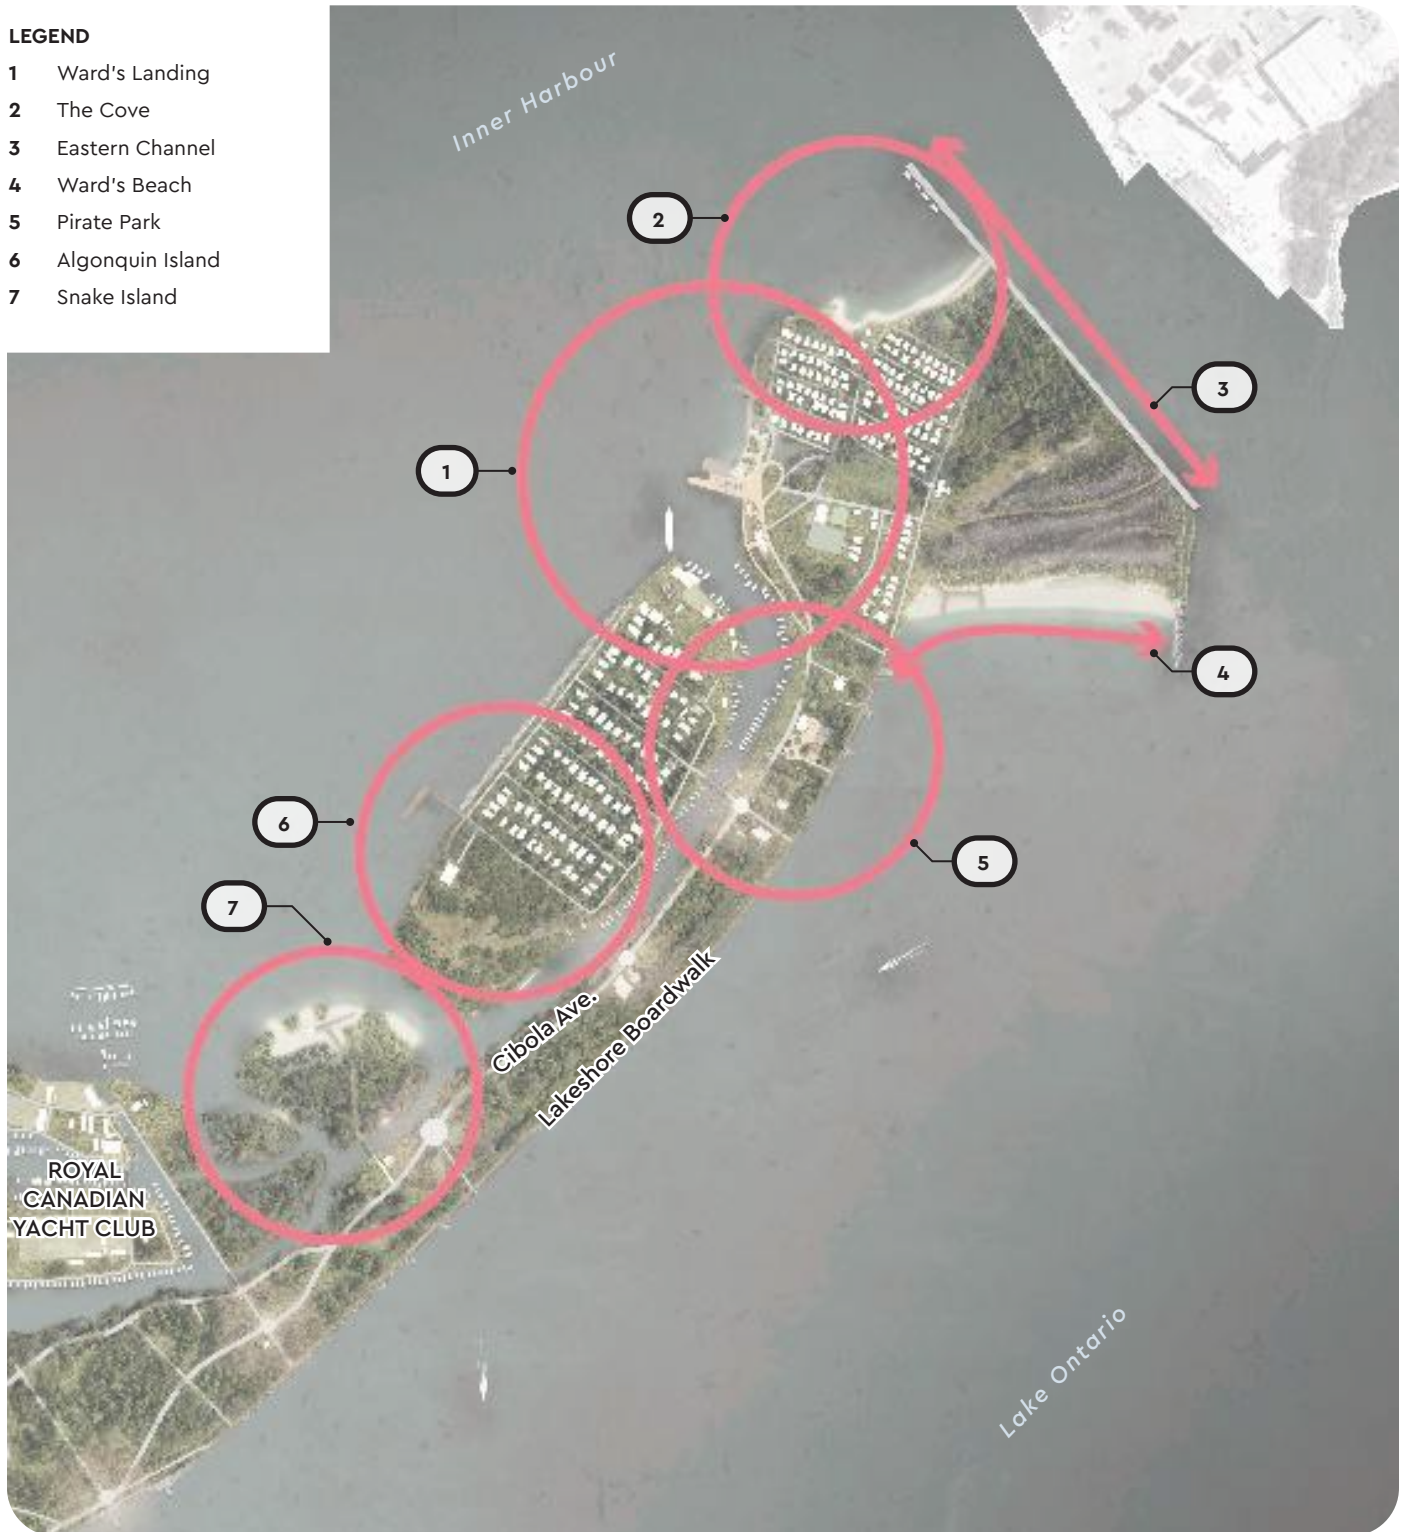 LEGEND
1 Ward's Landing
2 The Cove
3 Eastern Channel
4 Ward's Beach
5 Pirate Park
6 Algonquin Island
7 Snake Island
Inner Harbour
2
3
1
4
6
5
7
Cibola Ave.
Lakeshore Boardwalk
ROYAL
CANADIAN
YACHT CLUB
Lake Ontario